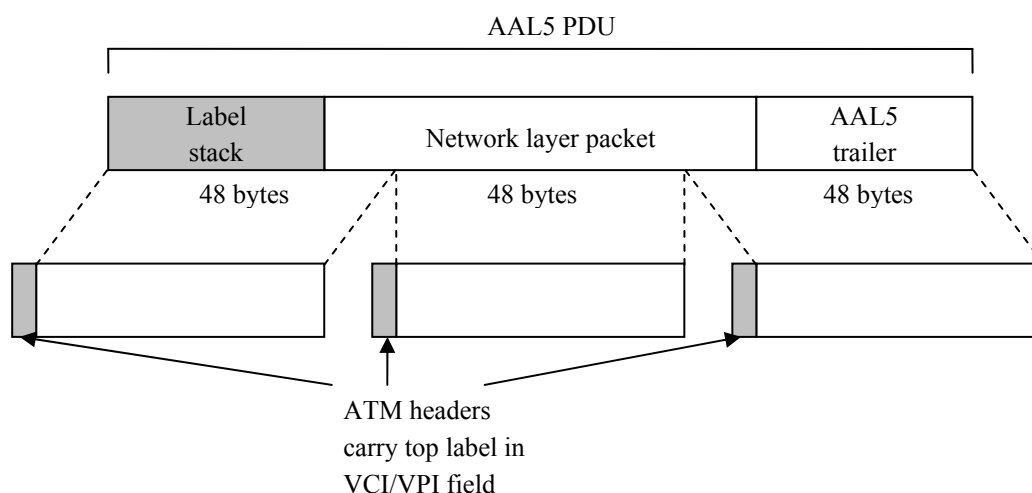 AAL5 PDU
Label
stack
Network layer packet
AAL5
trailer
48 bytes
48 bytes
48 bytes
ATM headers
carry top label in
VCI/VPI field